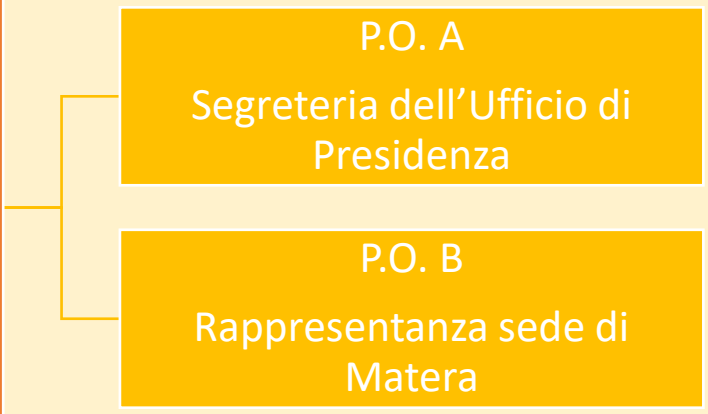 P.O. A
Segreteria dell’Ufficio di
Presidenza
P.O. B
Rappresentanza sede di
Matera